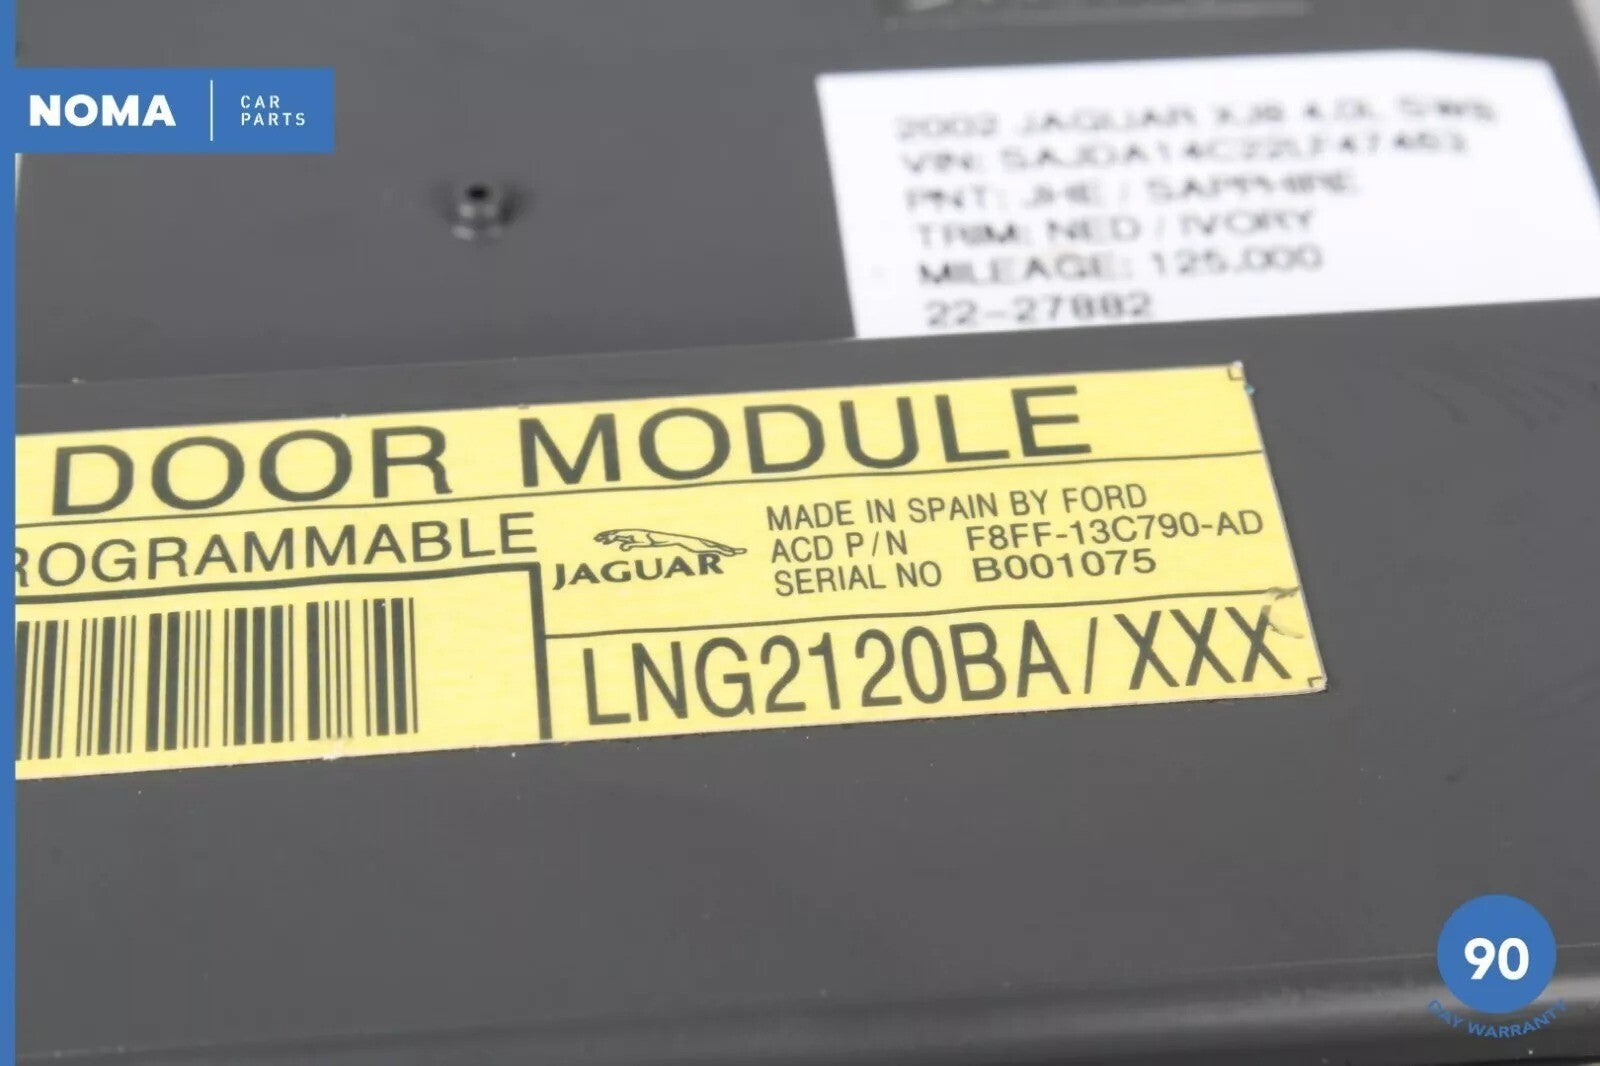 NOMA
CAR
PARTS
2002 JAGUAR XJ8 4.0L SWB
VIN: SAJDA14C22LF47463
PNT: JHE / SAPPHIRE
TRIM: NED / IVORY
MILEAGE: 125,000
22-27882
DOOR MODULE
ROGRAMMABLE
JAGUAR
MADE IN SPAIN BY FORD
ACD P/N F8FF-13C790-AD
SERIAL NO B001075
LNG2120BA/XXX
90
DAY WARRANTY